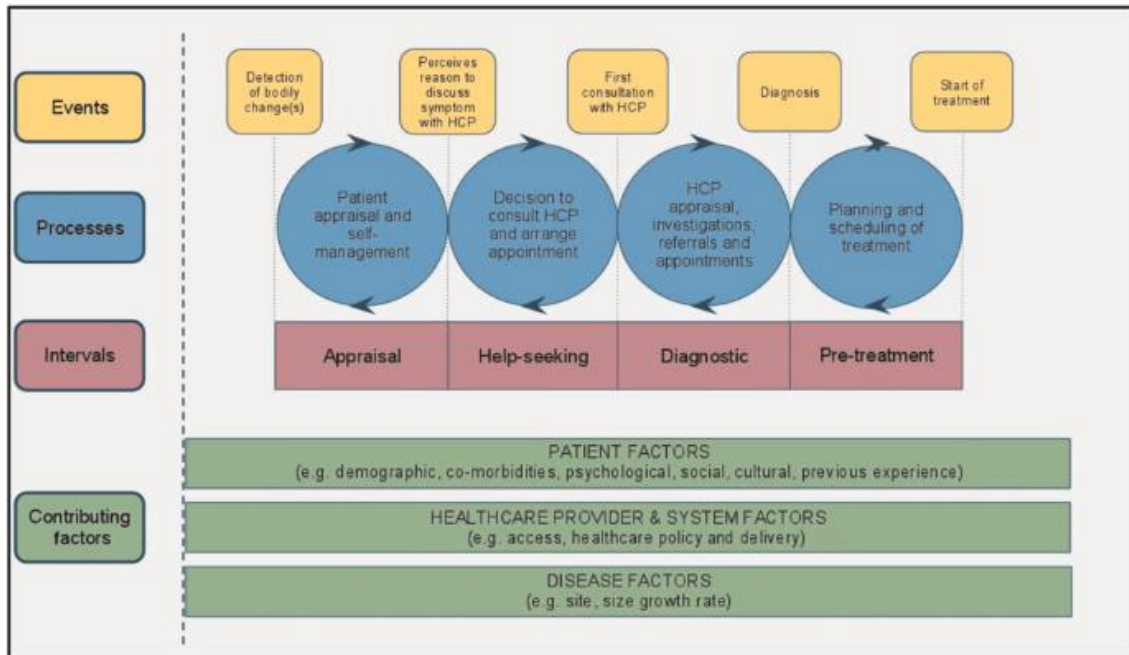 Events
Detection
of bodily
change(s)
Perceives
reason to
discuss
symptom
with HCP
First
consultation
with HCP
Diagnosis
Start of
treatment
Processes
Patient
appraisal and
self-
management
Decision to
consult HCP
and arrange
appointment
HCP
appraisal,
investigations,
referrals and
appointments
Planning and
scheduling of
treatment
Intervals
Appraisal
Help-seeking
Diagnostic
Pre-treatment
Contributing
factors
PATIENT FACTORS
(e.g. demographic, co-morbidities, psychological, social, cultural, previous experience)
HEALTHCARE PROVIDER & SYSTEM FACTORS
(e.g. access, healthcare policy and delivery)
DISEASE FACTORS
(e.g. site, size growth rate)